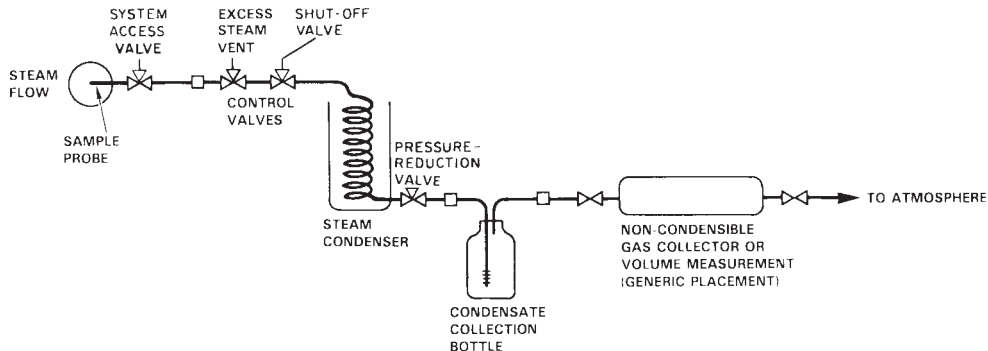 SYSTEM
ACCESS
VALVE
EXCESS
STEAM
VENT
SHUT-OFF
VALVE
STEAM
FLOW
CONTROL
VALVES
SAMPLE
PROBE
PRESSURE-
REDUCTION
VALVE
STEAM
CONDENSER
TO ATMOSPHERE
NON-CONDENSIBLE
GAS COLLECTOR OR
VOLUME MEASUREMENT
(GENERIC PLACEMENT)
CONDENSATE
COLLECTION
BOTTLE